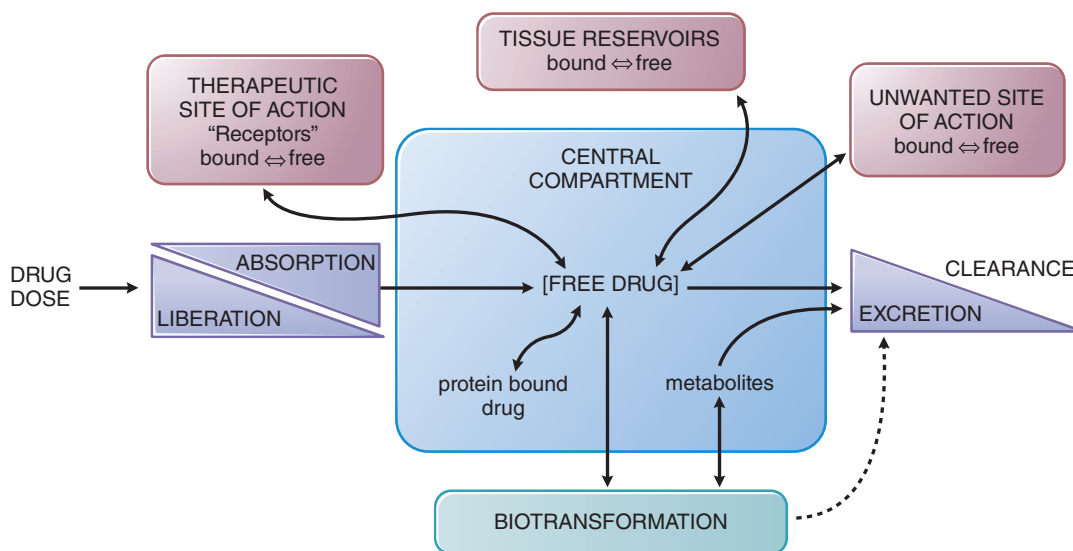 TISSUE RESERVOIRS
bound ⇔ free
THERAPEUTIC
SITE OF ACTION
“Receptors”
bound ⇔ free
UNWANTED SITE
OF ACTION
bound ⇔ free
CENTRAL
COMPARTMENT
DRUG
DOSE
ABSORPTION
LIBERATION
[FREE DRUG]
CLEARANCE
EXCRETION
protein bound
drug
metabolites
BIOTRANSFORMATION